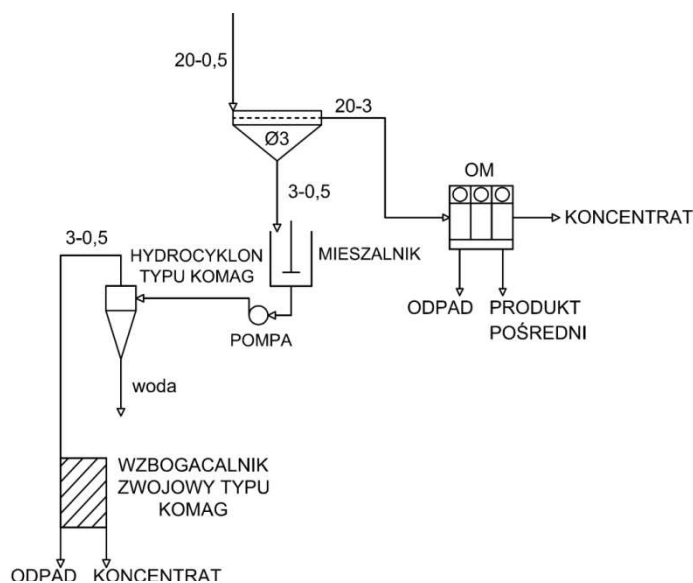 20-0,5
20-3
Ø3
OM
3-0,5
KONCENTRAT
3-0,5
HYDROCYKLON
TYPU KOMAG
MIESZALNIK
ODPAD
PRODUKT
POŚREDNI
POMPA
woda
WZBOGACALNIK
ZWOJOWY TYPU
KOMAG
ODPAD
KONCENTRAT